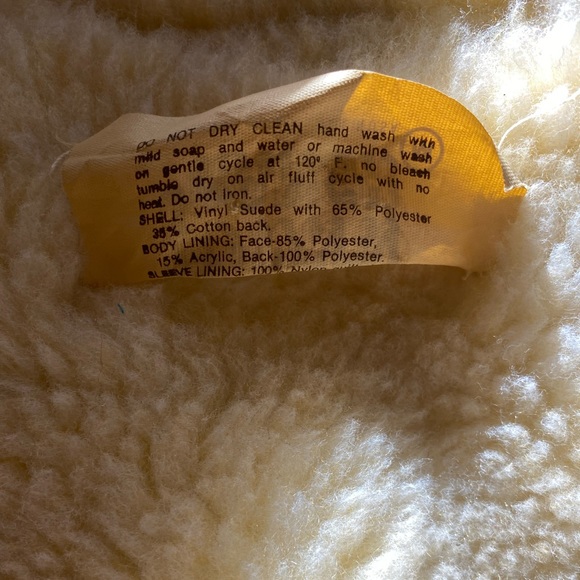 DO NOT DRY CLEAN hand wash with
mild soap and water or machine wash
on gentle cycle at 120° F. no bleach
tumble dry on air fluff cycle with no
heat. Do not iron.
SHELL: Vinyl Suede with 65% Polyester
35% Cotton back.
BODY LINING: Face-85% Polyester,
15% Acrylic, Back-100% Polyester.
SLEEVE LINING: 100% Nylon